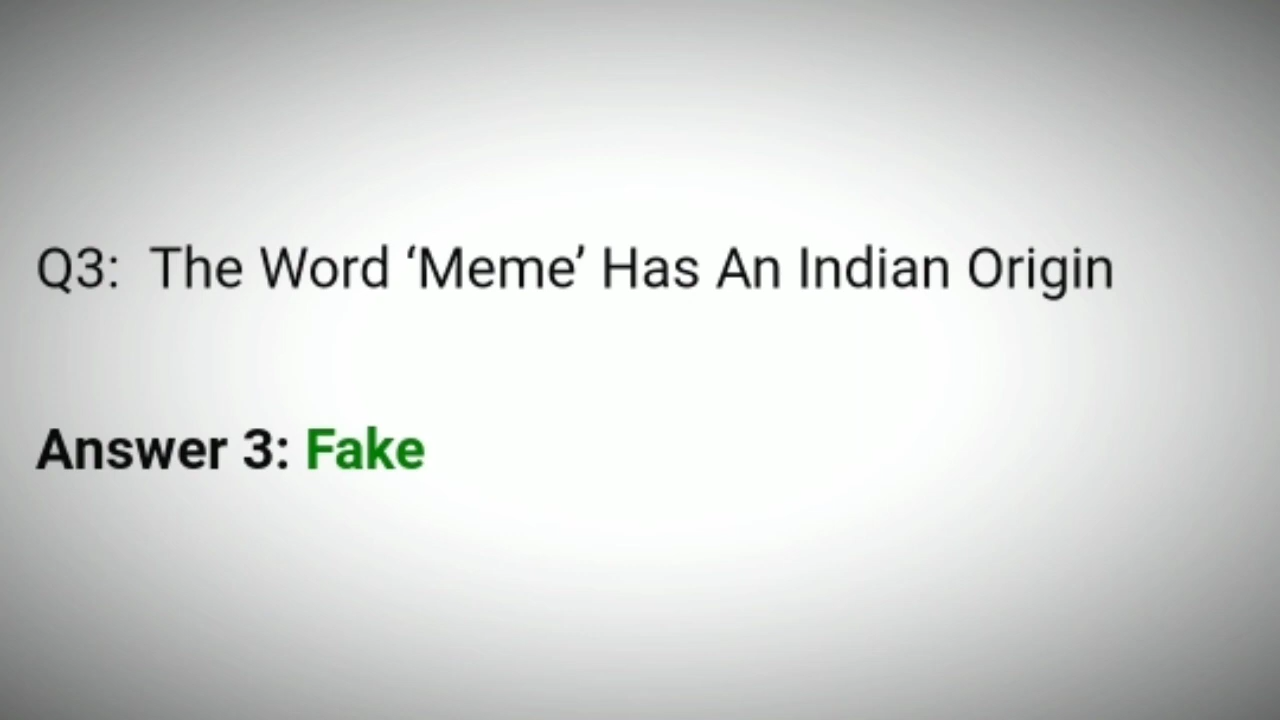 Q3: The Word ‘Meme’ Has An Indian Origin
Answer 3: Fake